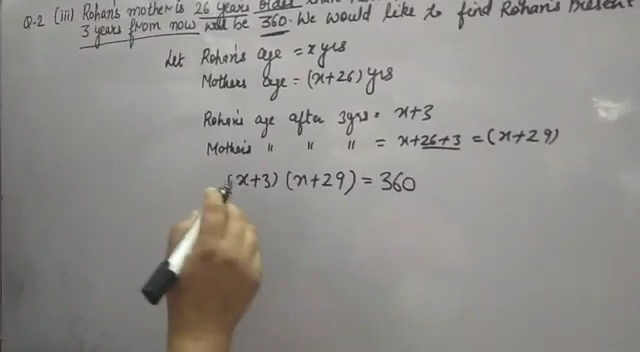 Q-2 (iii) Rohan's mother is 26 years older
3 years from now will be 360. We would like to find Rohan's Present
Let Rohan's age = x yrs
Mothers age = (x+26) yrs
Rohan's age after 3yrs = x+3
Mother's " " " = x+26+3 = (x+29)
(x+3) (x+29) = 360